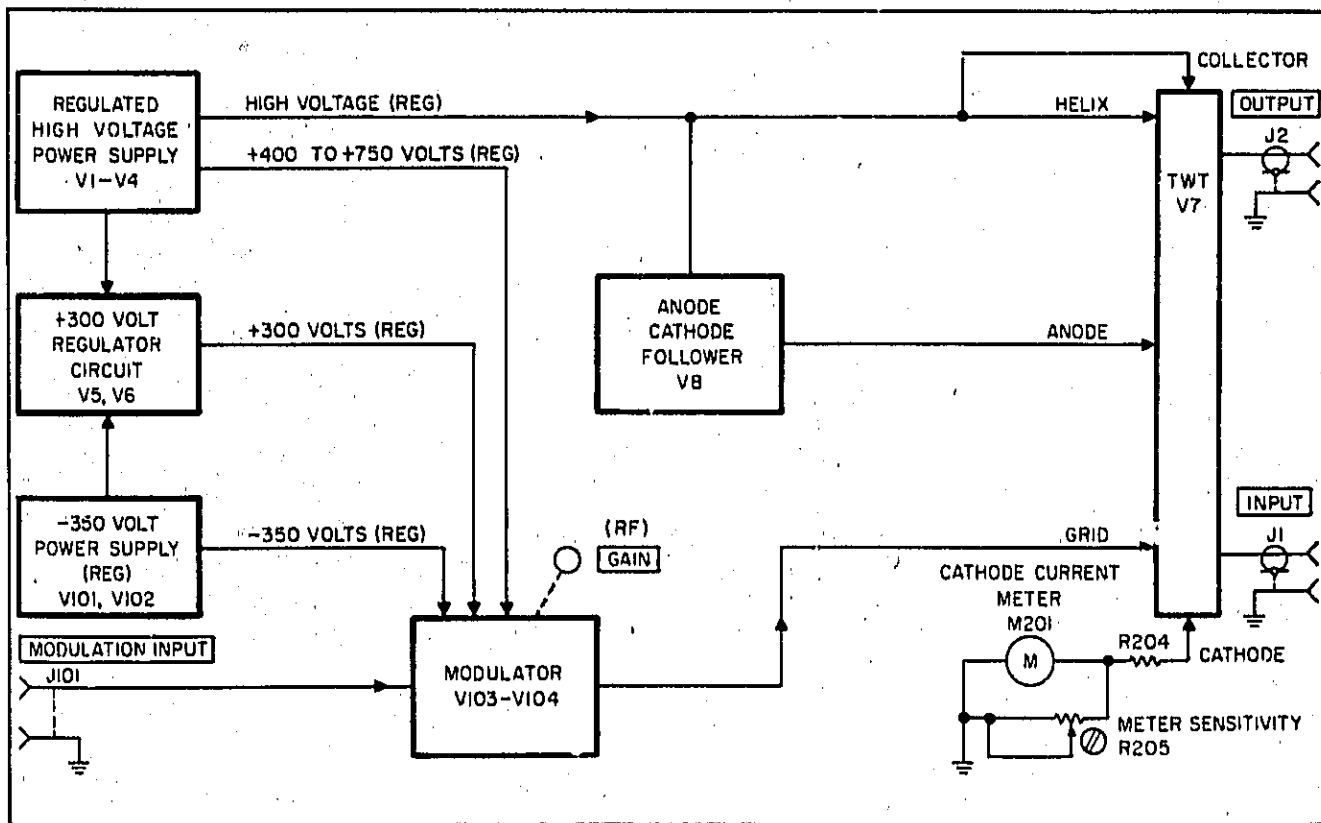 REGULATED
HIGH VOLTAGE
POWER SUPPLY
V1-V4
HIGH VOLTAGE (REG)
+400 TO +750 VOLTS (REG)
COLLECTOR
HELIX
OUTPUT
J2
TWT
V7
+300 VOLT
REGULATOR
CIRCUIT
V5, V6
+300 VOLTS (REG)
ANODE
CATHODE
FOLLOWER
V8
ANODE
-350 VOLT
POWER SUPPLY
(REG)
V101, V102
-350 VOLTS (REG)
(RF)
GAIN
GRID
INPUT
J1
MODULATION INPUT
J101
MODULATOR
V103-V104
CATHODE CURRENT
METER
M201
M
R204
CATHODE
METER SENSITIVITY
R205